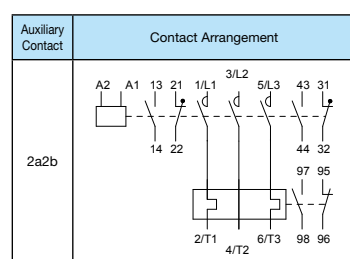 Auxiliary Contact
Contact Arrangement
2a2b
3/L2
A2 A1 13 21 1/L1 5/L3 43 31
14 22 44 32
97 95
2/T1 6/T3 98 96
4/T2